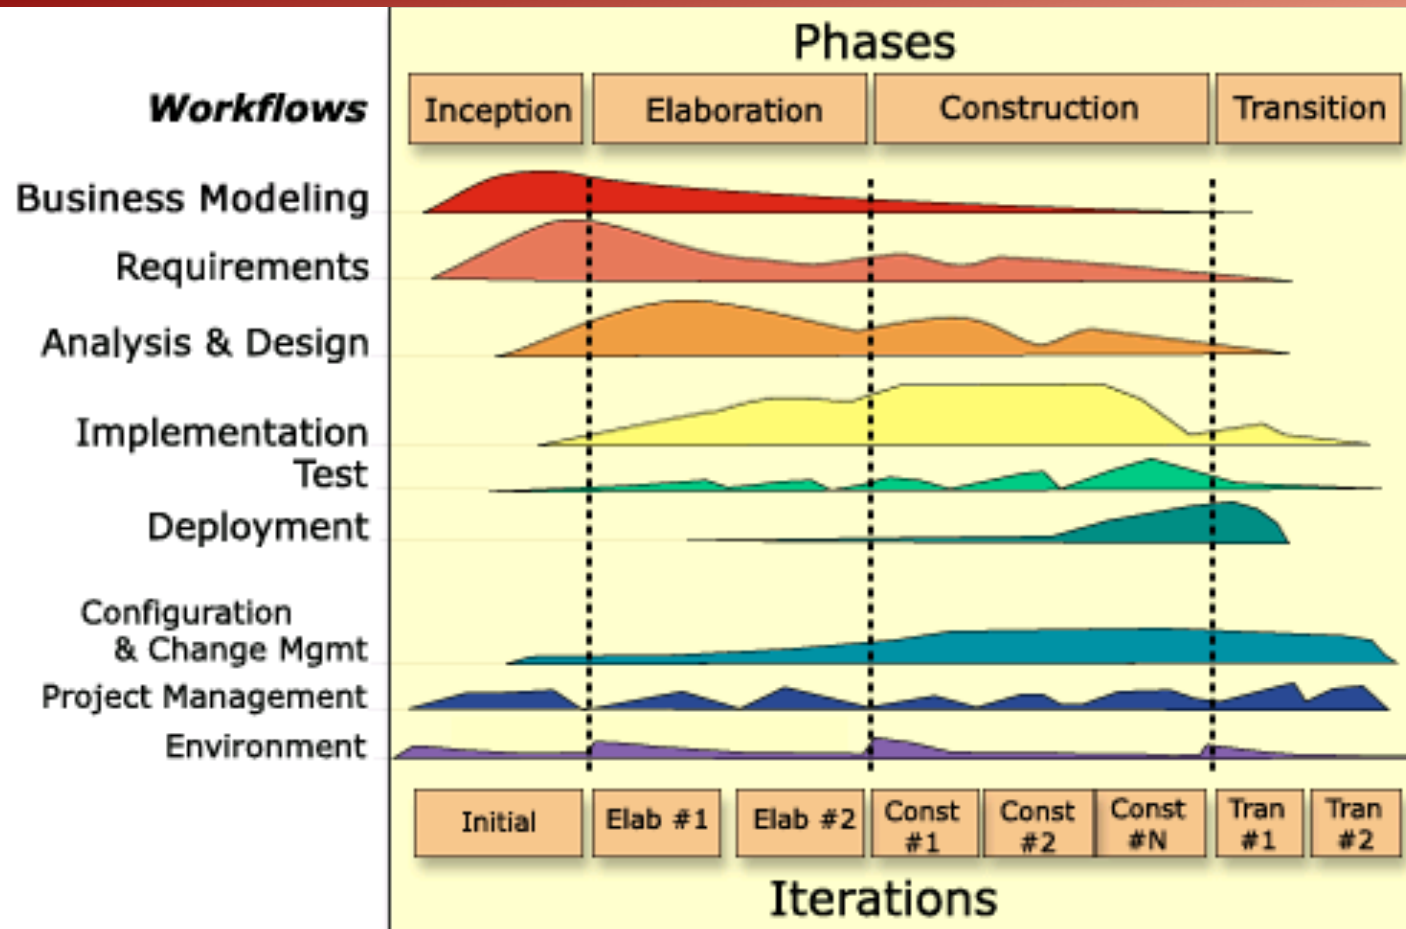 Phases
Workflows
Inception
Elaboration
Construction
Transition
Business Modeling
Requirements
Analysis & Design
Implementation
Test
Deployment
Configuration
& Change Mgmt
Project Management
Environment
Initial
Elab #1
Elab #2
Const
#1
Const
#2
Const
#N
Tran
#1
Tran
#2
Iterations